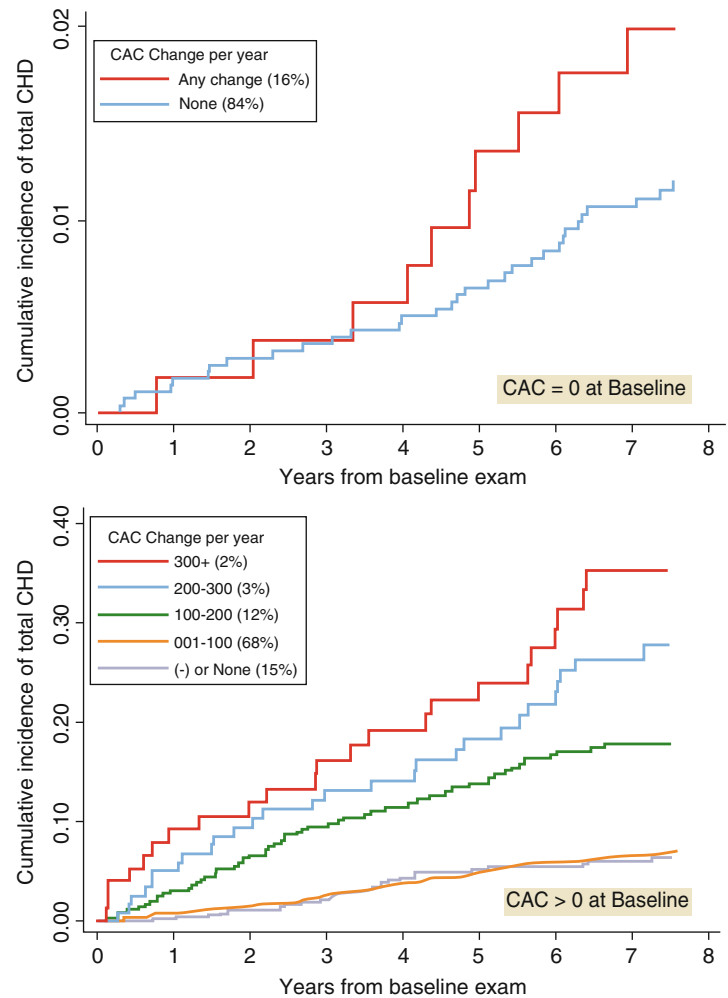 Cumulative incidence of total CHD
0.02
0.01
0.00
CAC Change per year
Any change (16%)
None (84%)
CAC = 0 at Baseline
0 1 2 3 4 5 6 7 8
Years from baseline exam
Cumulative incidence of total CHD
0.40
0.30
0.20
0.10
0.00
CAC Change per year
300+ (2%)
200-300 (3%)
100-200 (12%)
001-100 (68%)
(-) or None (15%)
CAC > 0 at Baseline
0 1 2 3 4 5 6 7 8
Years from baseline exam